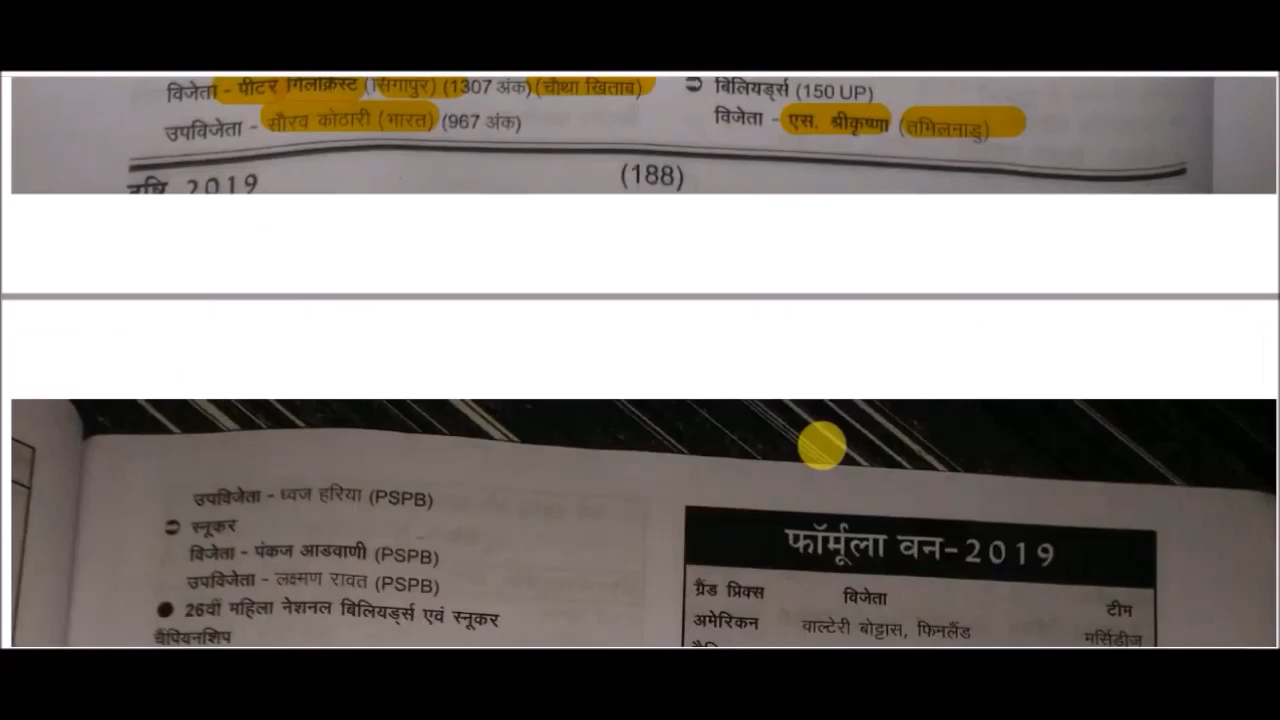 विजेता - पीटर गिलक्रिस्ट (सिंगापुर) (1307 अंक) (चौथा खिताब)
उपविजेता - सौरव कोठारी (भारत) (967 अंक)
⊃ बिलियर्ड्स (150 UP)
विजेता - एस. श्रीकृष्णा (तमिलनाडु)
2019
(188)
उपविजेता - ध्वज हरिया (PSPB)
⊃ स्नूकर
विजेता - पंकज आडवाणी (PSPB)
उपविजेता - लक्ष्मण रावत (PSPB)
● 26वीं महिला नेशनल बिलियर्ड्स एवं स्नूकर
चैंपियनशिप
फॉर्मूला वन-2019
ग्रैंड प्रिक्स विजेता टीम
अमेरिकन वाल्टेरी बोट्टास, फिनलैंड मर्सिडीज